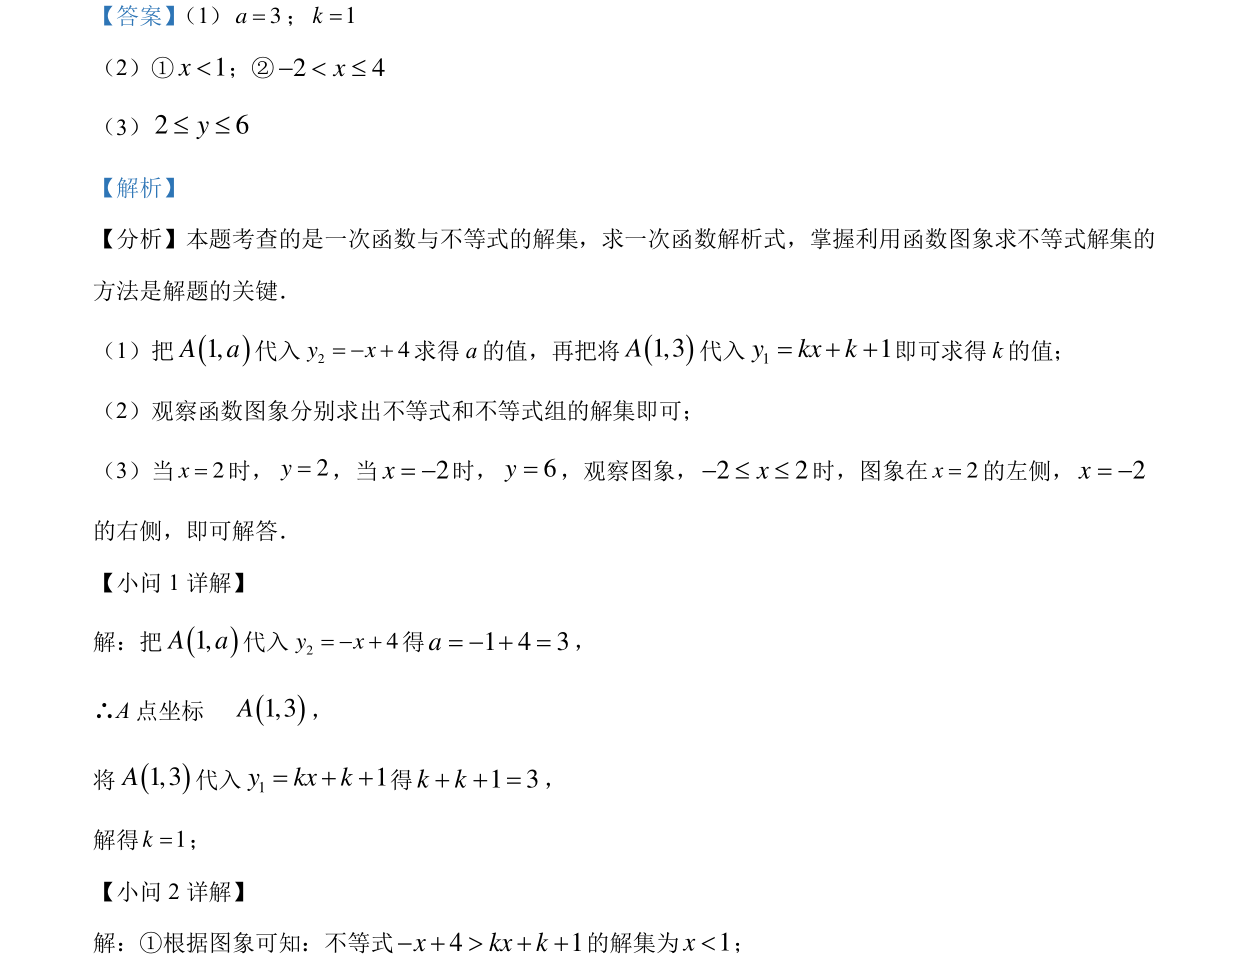 【答案】（1）a=3；k=1
（2）①x<1；②−2<x≤4
（3）2≤y≤6
【解析】
【分析】本题考查的是一次函数与不等式的解集，求一次函数解析式，掌握利用函数图象求不等式解集的
方法是解题的关键．
（1）把A(1,a)代入y₂=−x+4求得a的值，再把将A(1,3)代入y₁=kx+k+1即可求得k的值；
（2）观察函数图象分别求出不等式和不等式组的解集即可；
（3）当x=2时，y=2，当x=−2时，y=6，观察图象，−2≤x≤2时，图象在x=2的左侧，x=−2
的右侧，即可解答．
【小问1详解】
解：把A(1,a)代入y₂=−x+4得a=−1+4=3，
∴A点坐标 A(1,3)，
将A(1,3)代入y₁=kx+k+1得k+k+1=3，
解得k=1；
【小问2详解】
解：①根据图象可知：不等式−x+4>kx+k+1的解集为x<1；